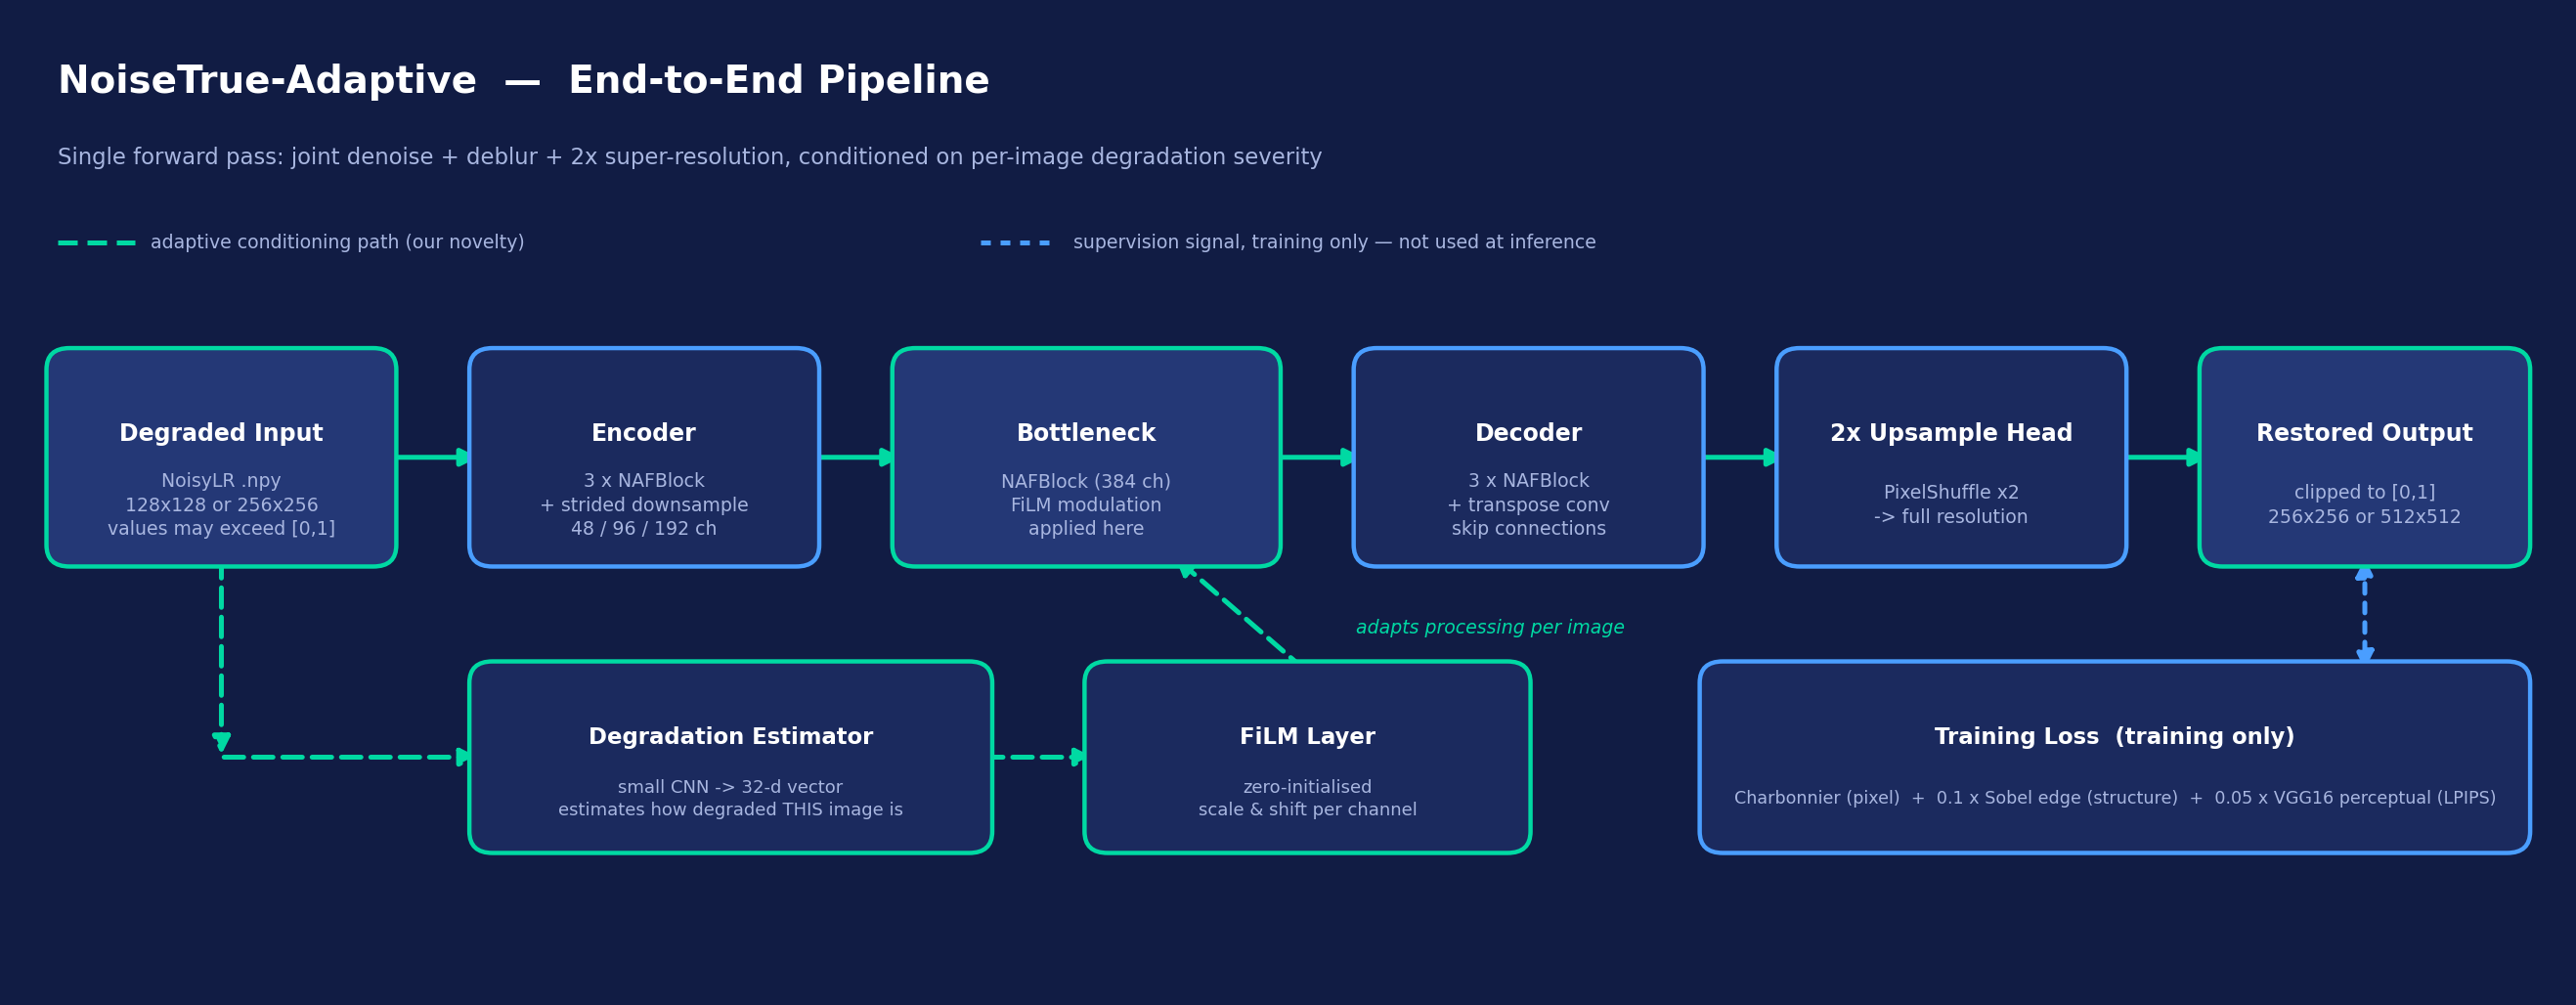 NoiseTrue-Adaptive — End-to-End Pipeline
Single forward pass: joint denoise + deblur + 2x super-resolution, conditioned on per-image degradation severity
adaptive conditioning path (our novelty)
supervision signal, training only — not used at inference
Degraded Input
NoisyLR .npy
128x128 or 256x256
values may exceed [0,1]
Encoder
3 x NAFBlock
+ strided downsample
48 / 96 / 192 ch
Bottleneck
NAFBlock (384 ch)
FiLM modulation
applied here
Decoder
3 x NAFBlock
+ transpose conv
skip connections
2x Upsample Head
PixelShuffle x2
-> full resolution
Restored Output
clipped to [0,1]
256x256 or 512x512
adapts processing per image
Degradation Estimator
small CNN -> 32-d vector
estimates how degraded THIS image is
FiLM Layer
zero-initialised
scale & shift per channel
Training Loss (training only)
Charbonnier (pixel) + 0.1 x Sobel edge (structure) + 0.05 x VGG16 perceptual (LPIPS)